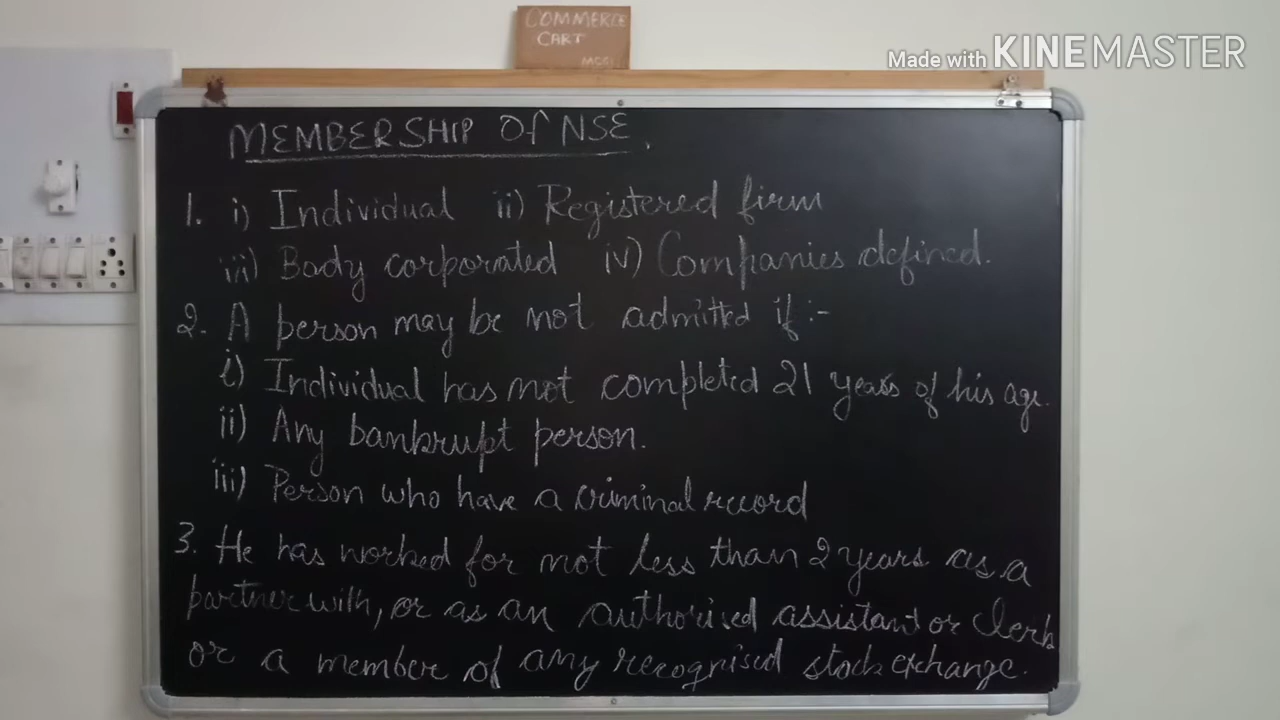 COMMERCE
CART
MCCI
Made with KINEMASTER
MEMBERSHIP Of NSE.
1. i) Individual ii) Registered firm
iii) Body corporated iv) Companies defined.
2. A person may be not admitted if :-
i) Individual has not completed 21 years of his age.
ii) Any bankrupt person.
iii) Person who have a criminal record
3. He has worked for not less than 2 years as a
partner with, or as an authorised assistant or Clerk
or a member of any recognised stock exchange.